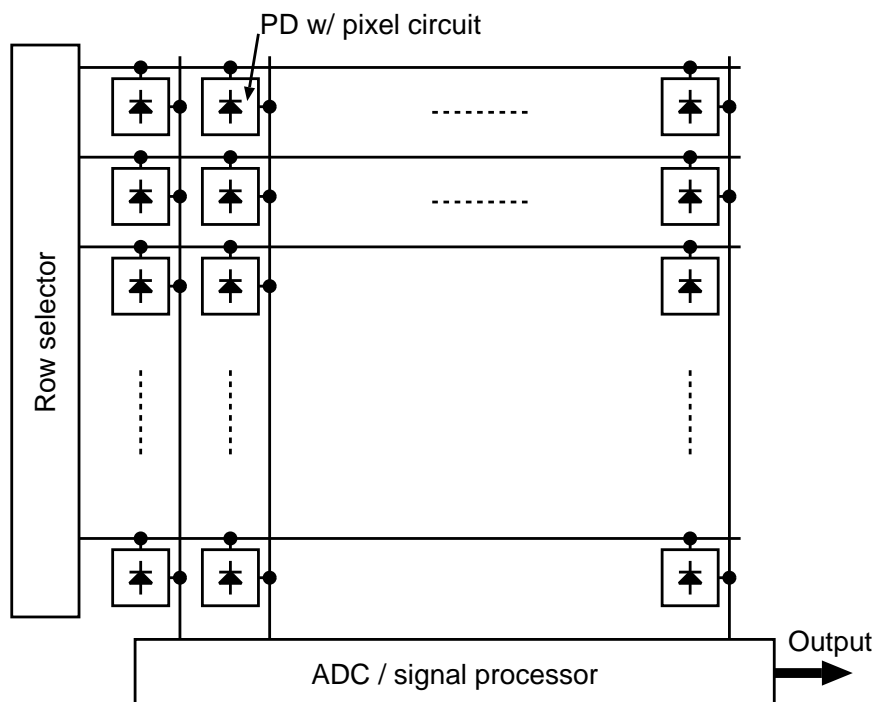 PD w/ pixel circuit
Row selector
Output
ADC / signal processor